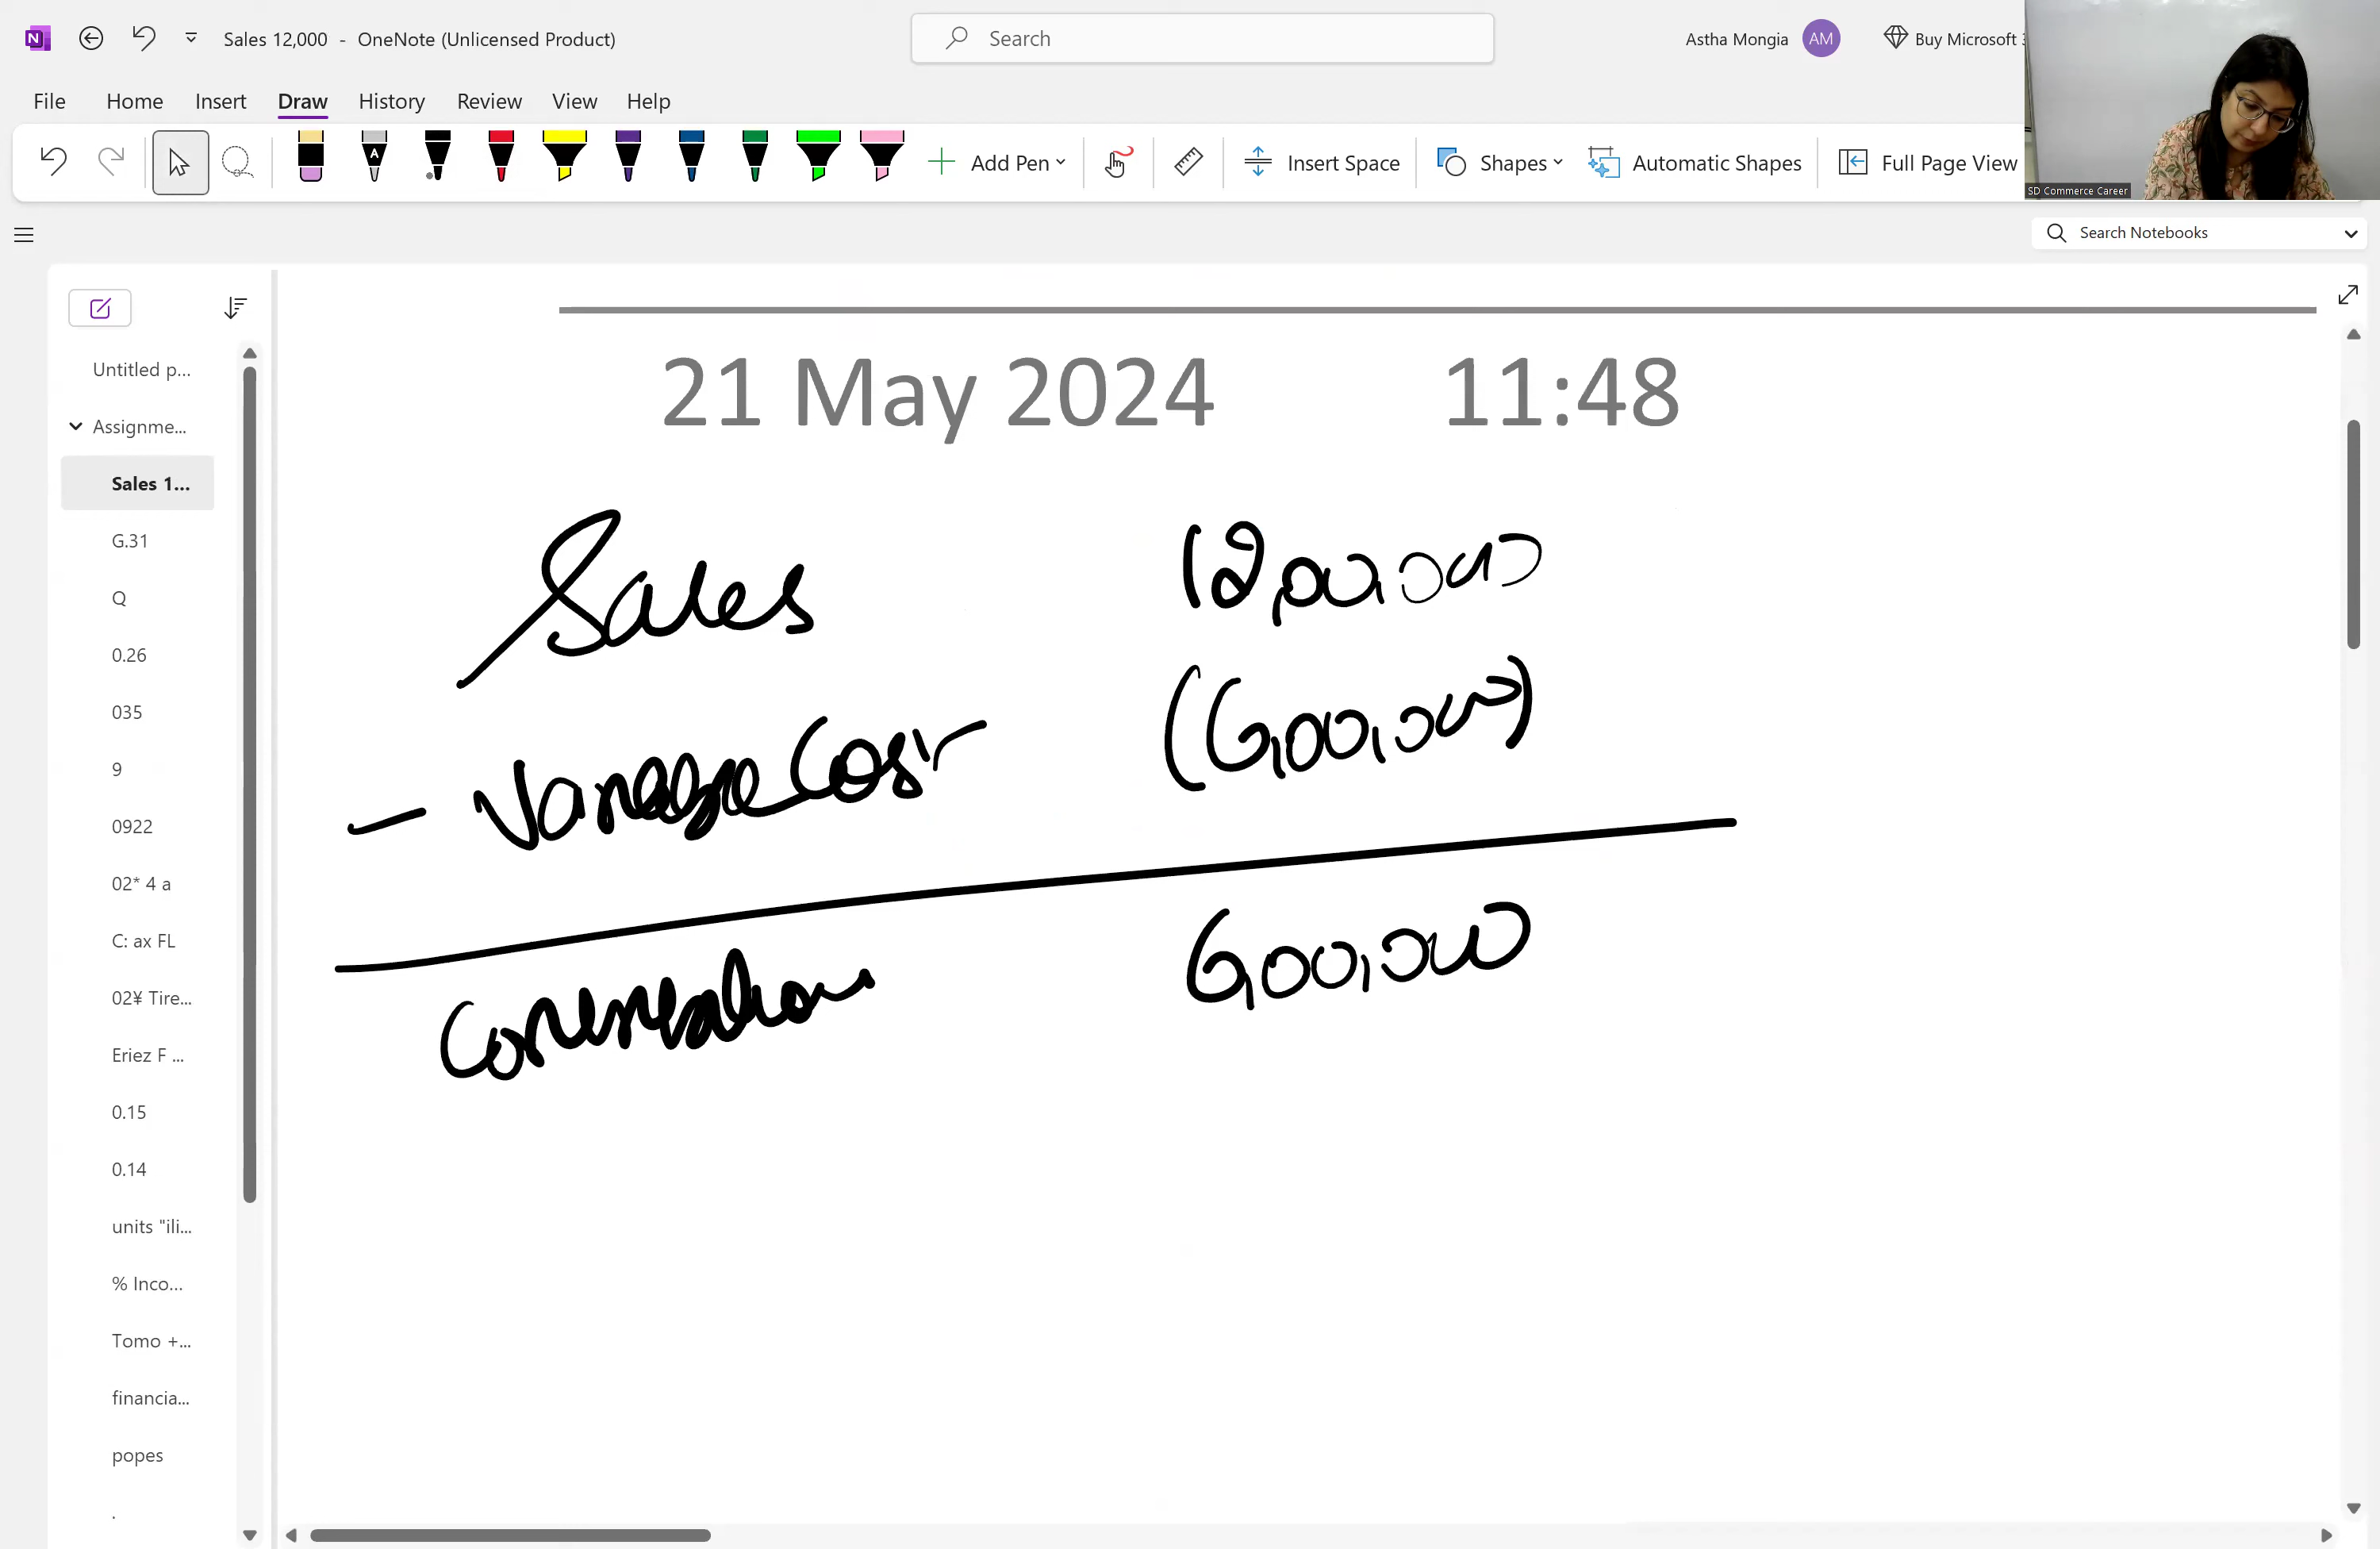 Sales 12,000 - OneNote (Unlicensed Product)
Search
Astha Mongia AM
Buy Microsoft 3
File Home Insert Draw History Review View Help
Add Pen
Insert Space
Shapes
Automatic Shapes
Full Page View
SD Commerce Career
Search Notebooks
21 May 2024 11:48
Untitled p...
Assignme...
Sales 1...
G.31
Q
0.26
035
9
0922
02* 4 a
C: ax FL
02¥ Tire...
Eriez F ...
0.15
0.14
units "ili...
% Inco...
Tomo +...
financia...
popes
.
Sales 12,00,000
- Variable Cost (6,00,000)
Contribution 6,00,000